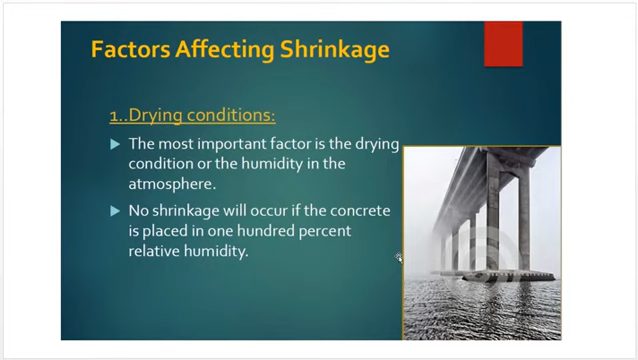 Factors Affecting Shrinkage
1..Drying conditions:
The most important factor is the drying
condition or the humidity in the
atmosphere.
No shrinkage will occur if the concrete
is placed in one hundred percent
relative humidity.